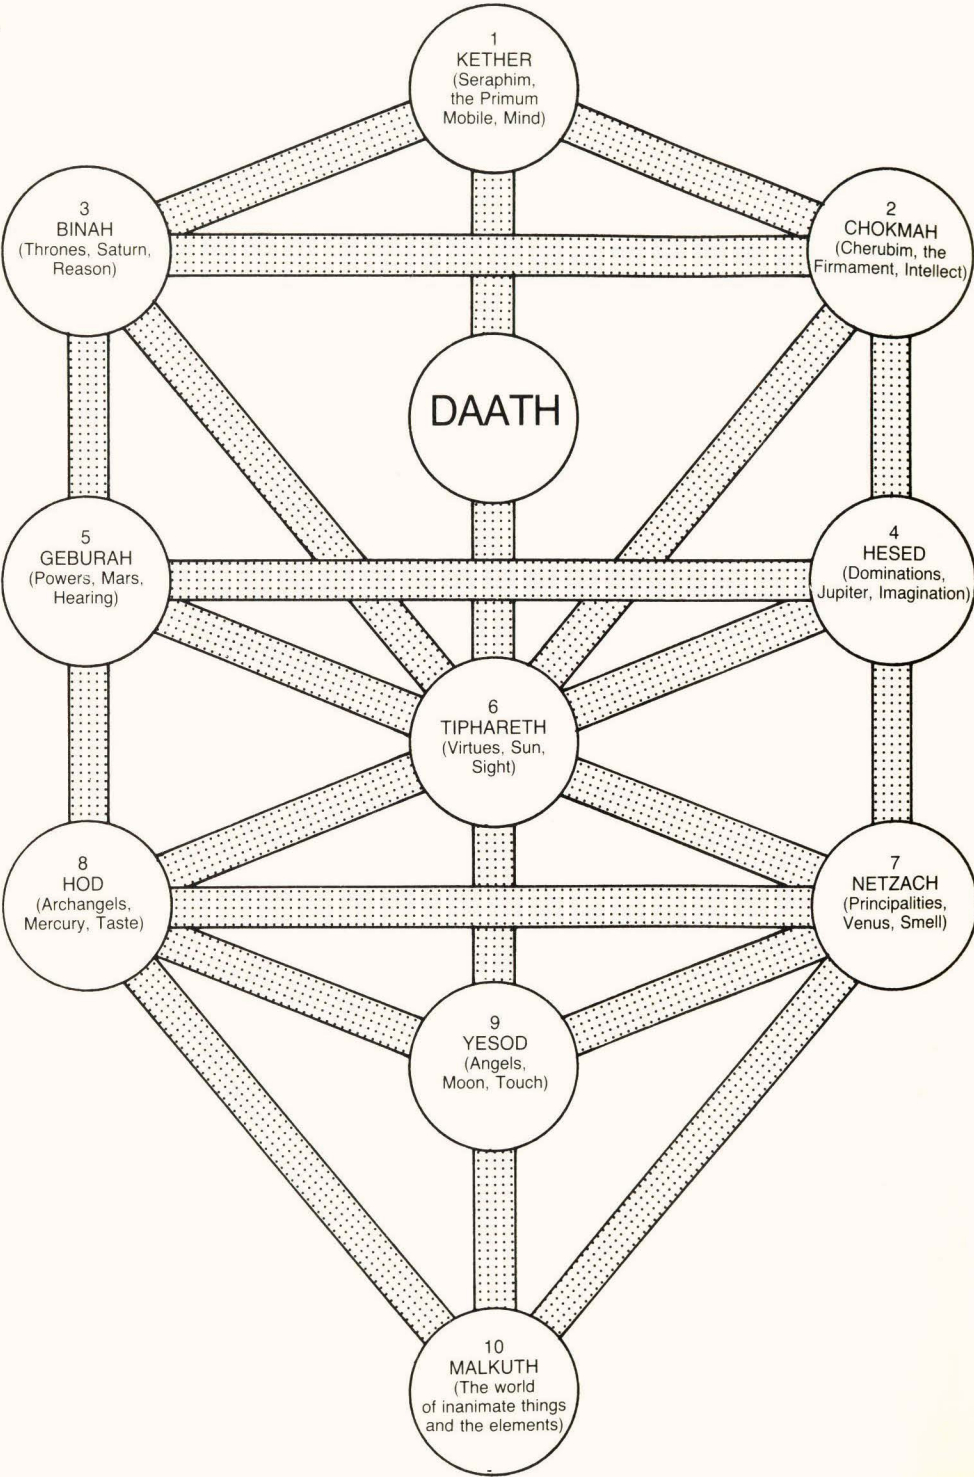 1
KETHER
(Seraphim,
the Primum
Mobile, Mind)
3
BINAH
(Thrones, Saturn,
Reason)
2
CHOKMAH
(Cherubim, the
Firmament, Intellect)
DAATH
5
GEBURAH
(Powers, Mars,
Hearing)
4
HESED
(Dominations,
Jupiter, Imagination)
6
TIPHARETH
(Virtues, Sun,
Sight)
8
HOD
(Archangels,
Mercury, Taste)
7
NETZACH
(Principalities,
Venus, Smell)
9
YESOD
(Angels,
Moon, Touch)
10
MALKUTH
(The world
of inanimate things
and the elements)